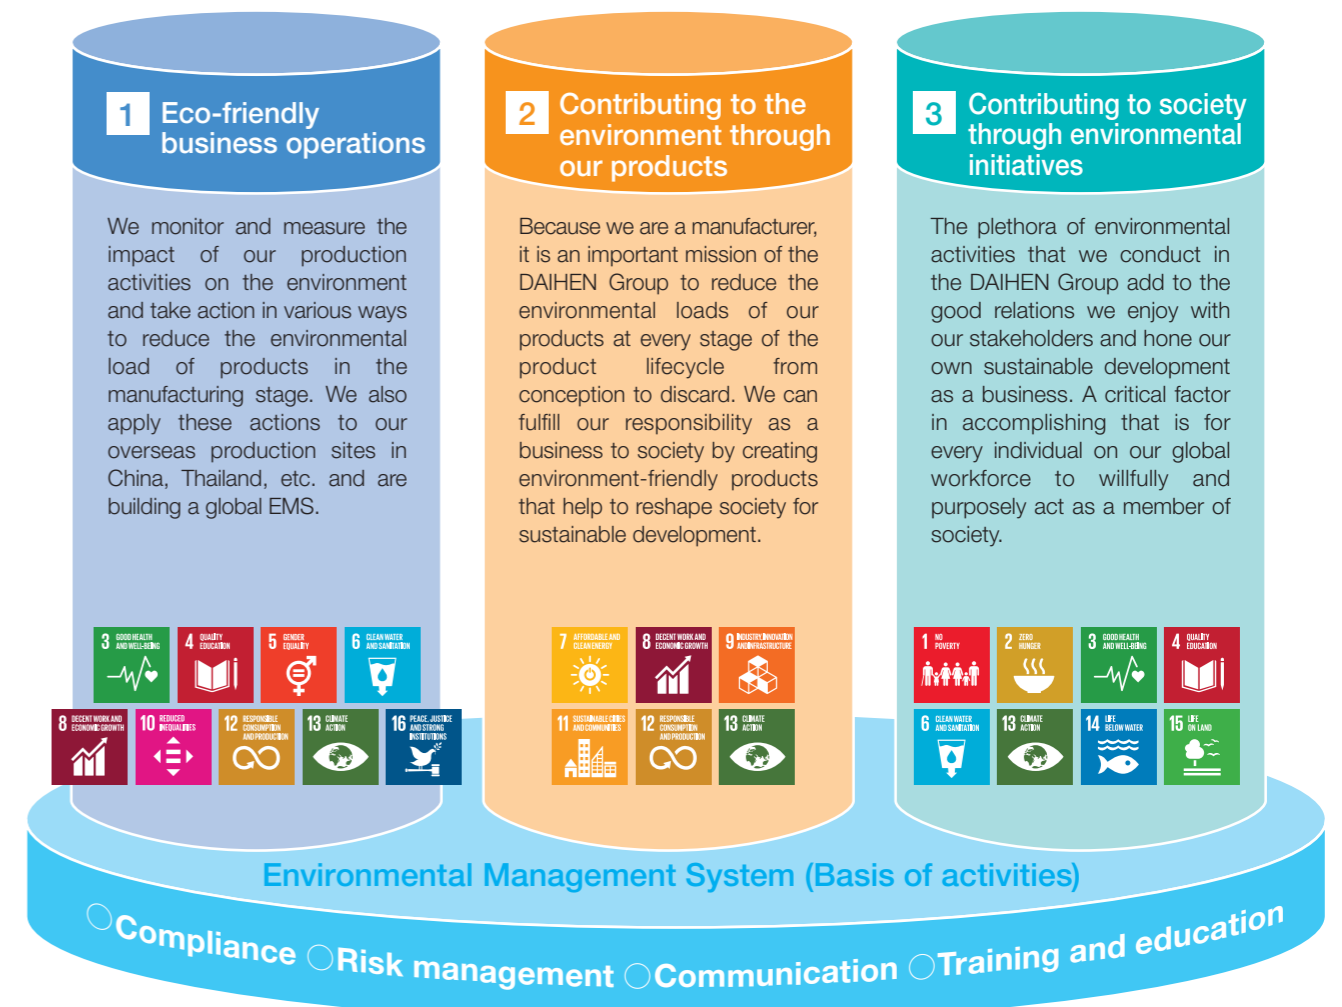 1
Eco-friendly
business operations
We monitor and measure the
impact of our production
activities on the environment
and take action in various ways
to reduce the environmental
load of products in the
manufacturing stage. We also
apply these actions to our
overseas production sites in
China, Thailand, etc. and are
building a global EMS.
3 GOOD HEALTH
AND WELL-BEING
4 QUALITY
EDUCATION
5 GENDER
EQUALITY
6 CLEAN WATER
AND SANITATION
8 DECENT WORK AND
ECONOMIC GROWTH
10 REDUCED
INEQUALITIES
12 RESPONSIBLE
CONSUMPTION
AND PRODUCTION
13 CLIMATE
ACTION
16 PEACE, JUSTICE
AND STRONG
INSTITUTIONS
2
Contributing to the
environment through
our products
Because we are a manufacturer,
it is an important mission of the
DAIHEN Group to reduce the
environmental loads of our
products at every stage of the
product lifecycle from
conception to discard. We can
fulfill our responsibility as a
business to society by creating
environment-friendly products
that help to reshape society for
sustainable development.
7 AFFORDABLE AND
CLEAN ENERGY
8 DECENT WORK AND
ECONOMIC GROWTH
9 INDUSTRY, INNOVATION
AND INFRASTRUCTURE
11 SUSTAINABLE CITIES
AND COMMUNITIES
12 RESPONSIBLE
CONSUMPTION
AND PRODUCTION
13 CLIMATE
ACTION
3
Contributing to society
through environmental
initiatives
The plethora of environmental
activities that we conduct in
the DAIHEN Group add to the
good relations we enjoy with
our stakeholders and hone our
own sustainable development
as a business. A critical factor
in accomplishing that is for
every individual on our global
workforce to willfully and
purposely act as a member of
society.
1 NO
POVERTY
2 ZERO
HUNGER
3 GOOD HEALTH
AND WELL-BEING
4 QUALITY
EDUCATION
6 CLEAN WATER
AND SANITATION
13 CLIMATE
ACTION
14 LIFE
BELOW WATER
15 LIFE
ON LAND
Environmental Management System (Basis of activities)
○Compliance ○Risk management ○Communication ○Training and education